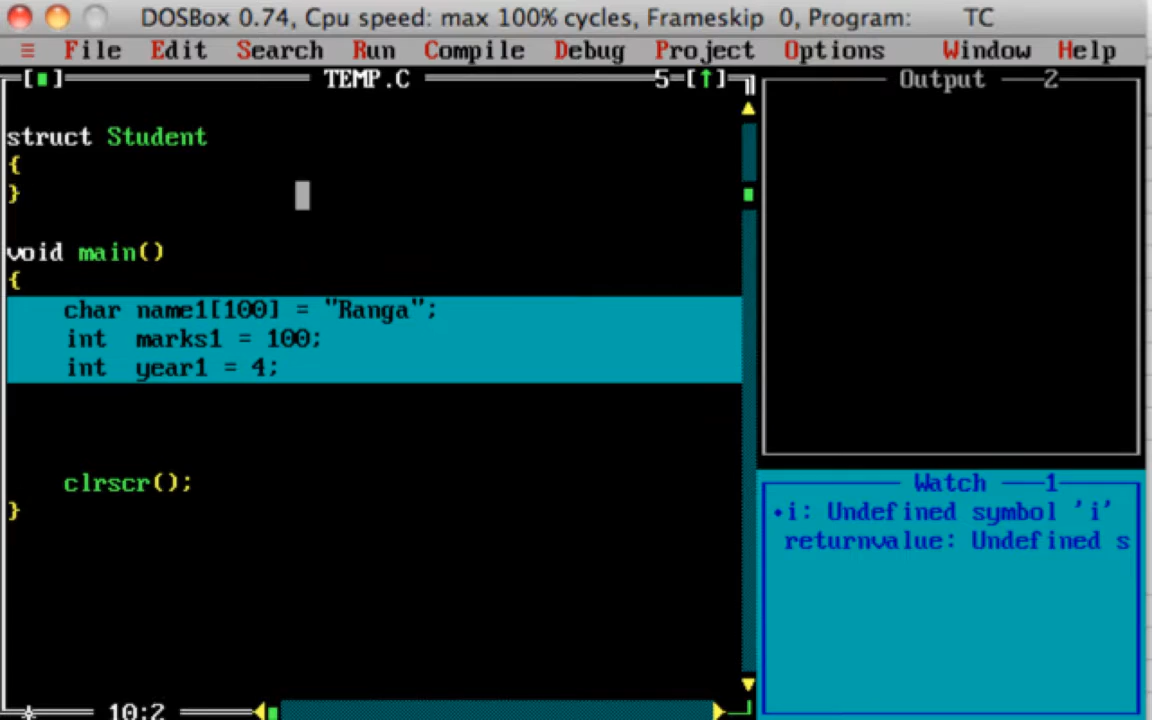 DOSBox 0.74, Cpu speed: max 100% cycles, Frameskip 0, Program: TC
≡ File Edit Search Run Compile Debug Project Options Window Help
TEMP.C 5=[↑]
struct Student
{
}
void main()
{
char name1[100] = "Ranga";
int marks1 = 100;
int year1 = 4;
clrscr();
}
10:2
Output 2
Watch 1
•i: Undefined symbol 'i'
returnvalue: Undefined s